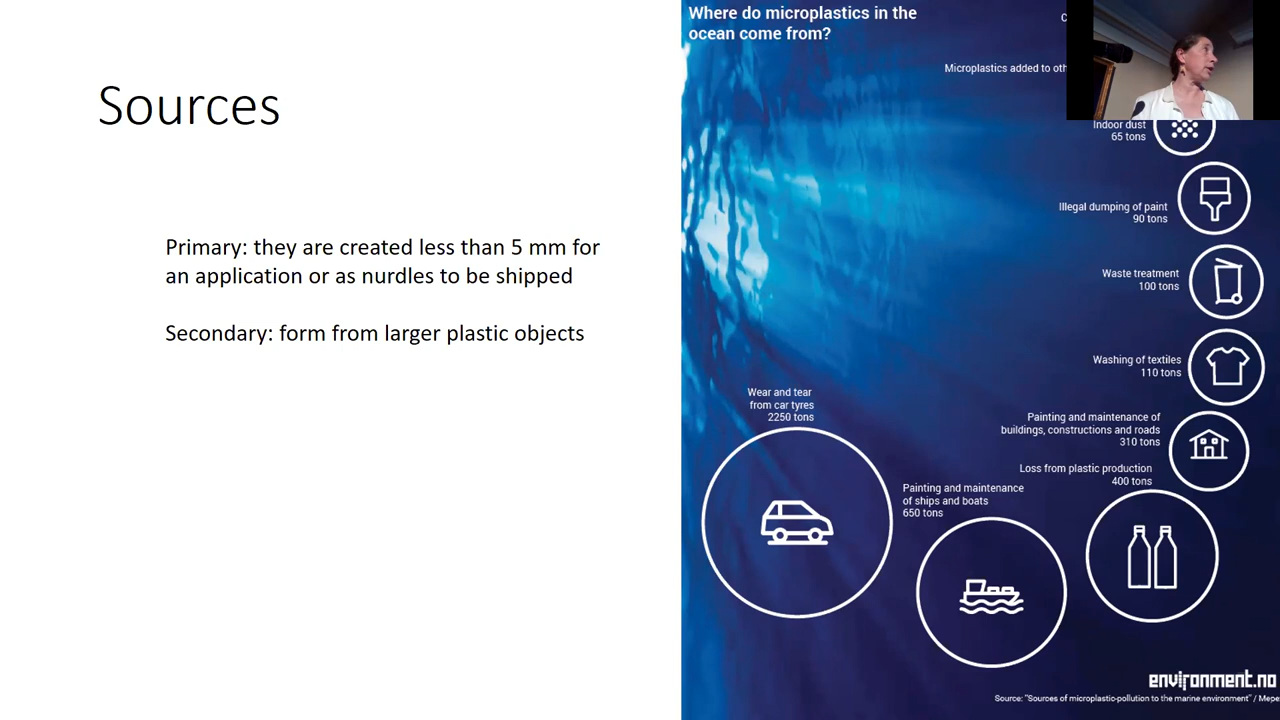 Sources
Primary: they are created less than 5 mm for
an application or as nurdles to be shipped
Secondary: form from larger plastic objects
Where do microplastics in the
ocean come from?
Microplastics added to
Indoor dust
65 tons
Illegal dumping of paint
90 tons
Waste treatment
100 tons
Washing of textiles
110 tons
Painting and maintenance of
buildings, constructions and roads
310 tons
Loss from plastic production
400 tons
Painting and maintenance
of ships and boats
650 tons
Wear and tear
from car tyres
2250 tons
environment.no
Source: "Sources of microplastic-pollution to the marine environment" /